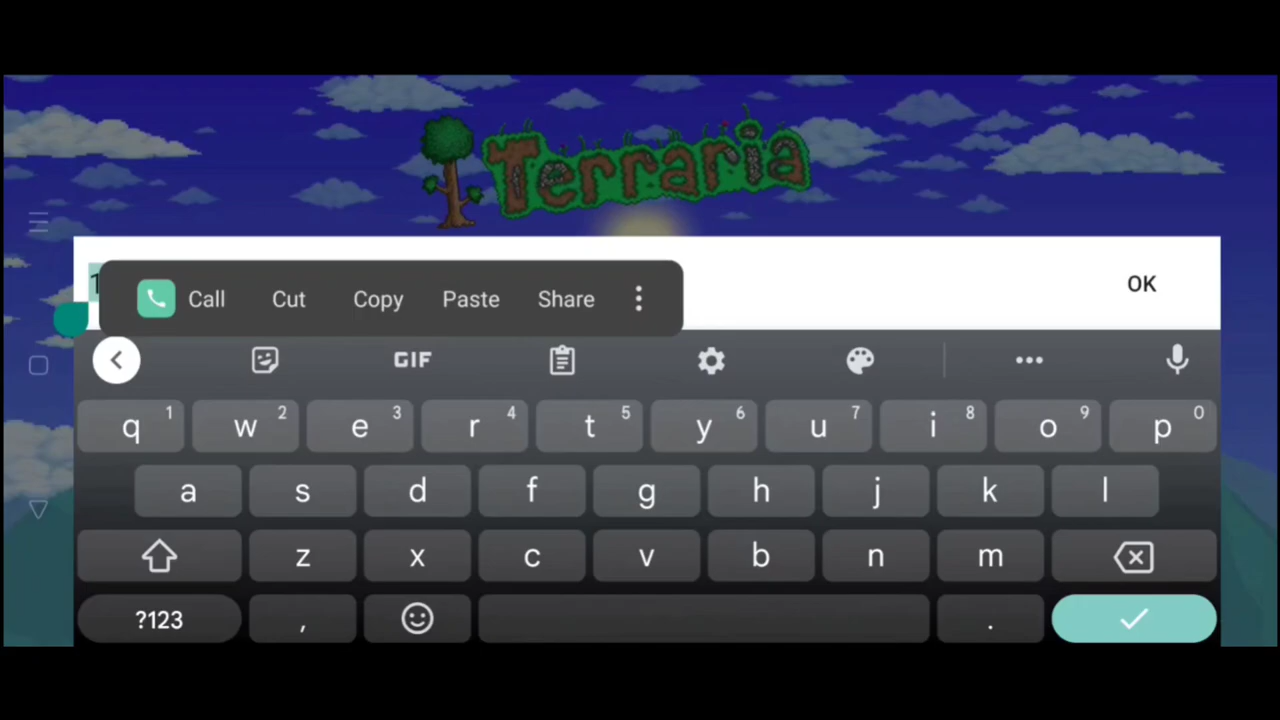 Terraria
OK
Call Cut Copy Paste Share
GIF
q 1 w 2 e 3 r 4 t 5 y 6 u 7 i 8 o 9 p 0
a s d f g h j k l
z x c v b n m
?123 , .